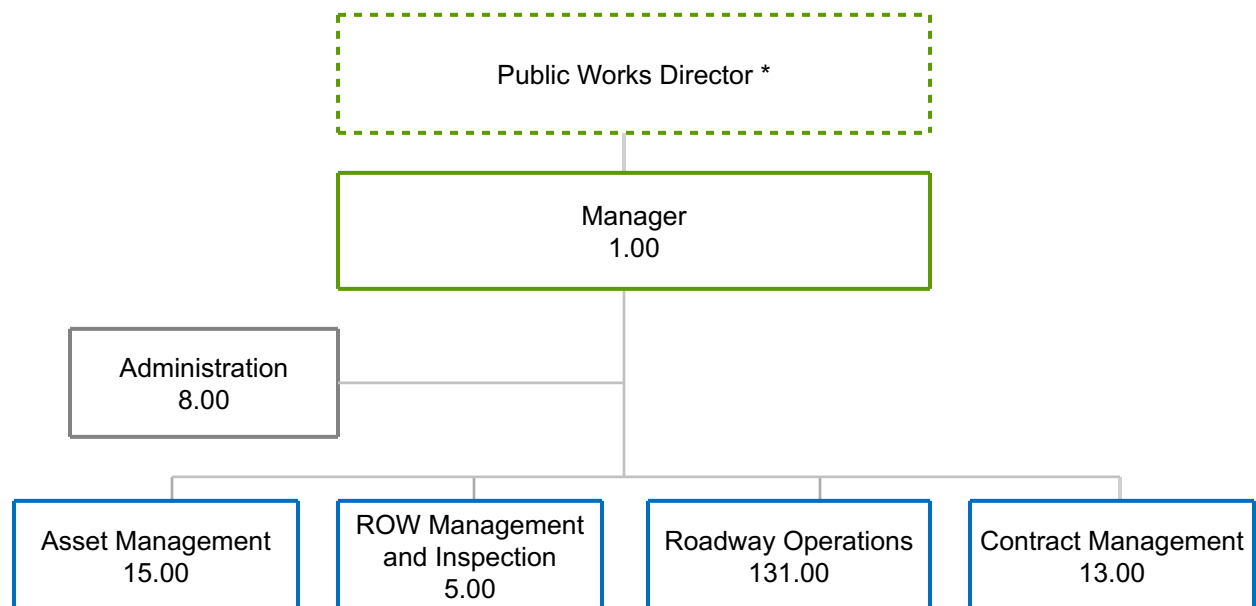 Public Works Director *
Manager
1.00
Administration
8.00
Asset Management
15.00
ROW Management
and Inspection
5.00
Roadway Operations
131.00
Contract Management
13.00